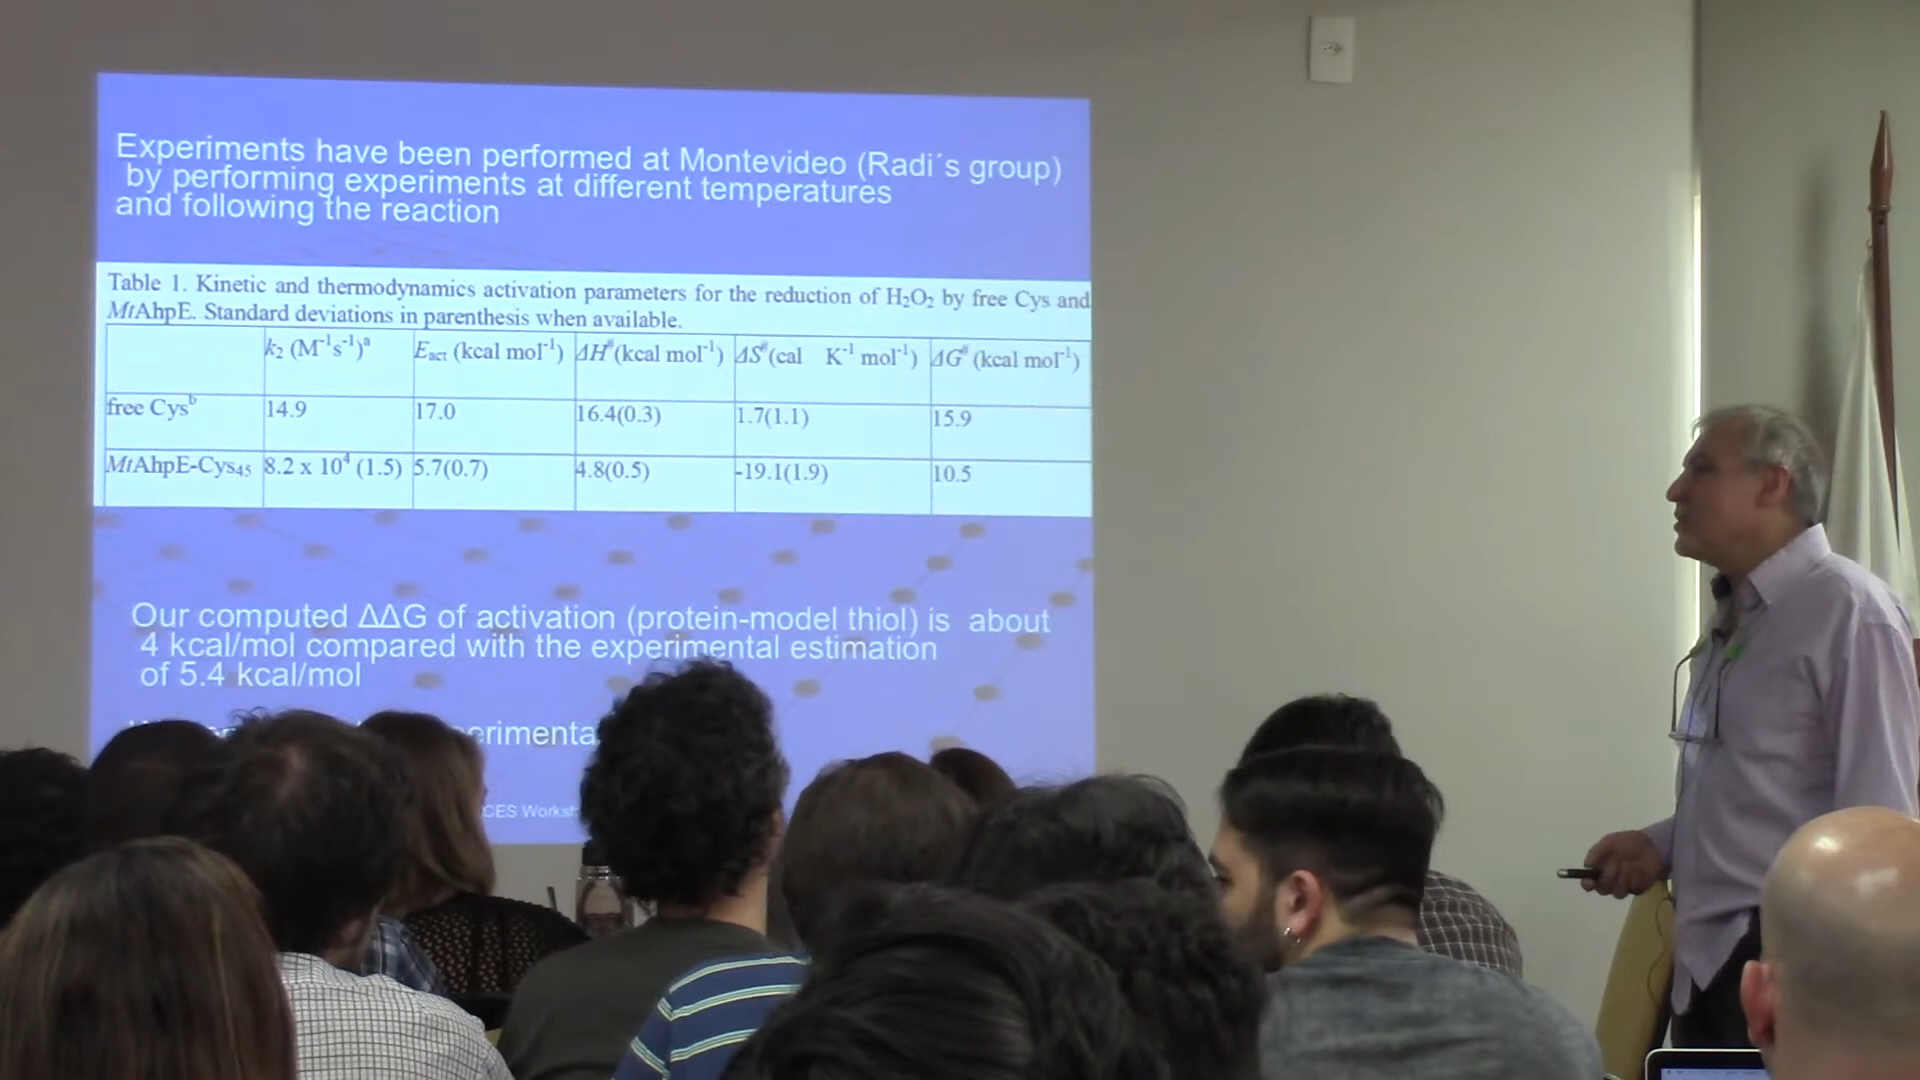 Experiments have been performed at Montevideo (Radi´s group)
by performing experiments at different temperatures
and following the reaction
Table 1. Kinetic and thermodynamics activation parameters for the reduction of H₂O₂ by free Cys and
MtAhpE. Standard deviations in parenthesis when available.
k₂ (M⁻¹s⁻¹)ᵃ Eact (kcal mol⁻¹) ΔH# (kcal mol⁻¹) ΔS# (cal K⁻¹ mol⁻¹) ΔG# (kcal mol⁻¹)
free Cysᵇ 14.9 17.0 16.4(0.3) 1.7(1.1) 15.9
MtAhpE-Cys₄₅ 8.2 x 10⁴ (1.5) 5.7(0.7) 4.8(0.5) -19.1(1.9) 10.5
Our computed ΔΔG of activation (protein-model thiol) is about
4 kcal/mol compared with the experimental estimation
of 5.4 kcal/mol